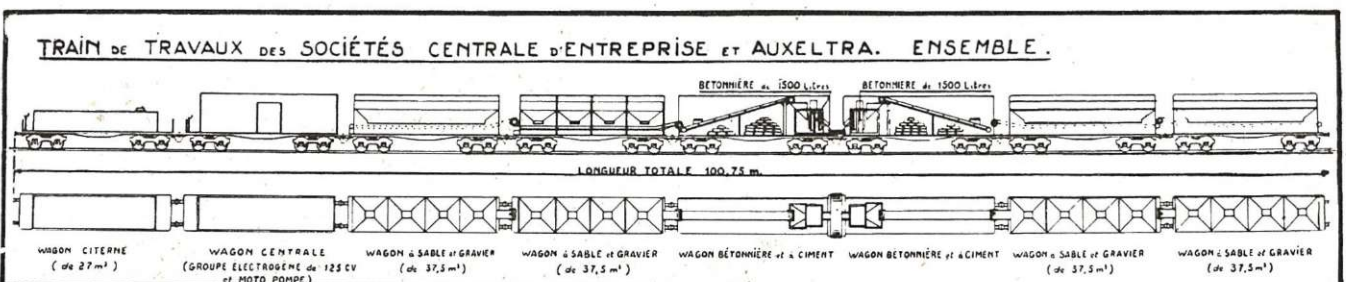 TRAIN DE TRAVAUX DES SOCIÉTÉS CENTRALE D'ENTREPRISE ET AUXELTRA. ENSEMBLE.
BETONNIÈRE de 1500 Litres
BETONNIERE de 1500 Litres
LONGUEUR TOTALE 100,75 m.
WAGON CITERNE
(de 27 m³)
WAGON CENTRALE
(GROUPE ÉLECTROGÈNE de 125 CV
et MOTO POMPE)
WAGON à SABLE et GRAVIER
(de 37,5 m³)
WAGON à SABLE et GRAVIER
(de 37,5 m³)
WAGON BÉTONNIÈRE et à CIMENT
WAGON BÉTONNIÈRE et à CIMENT
WAGON à SABLE et GRAVIER
(de 37,5 m³)
WAGON à SABLE et GRAVIER
(de 37,5 m³)